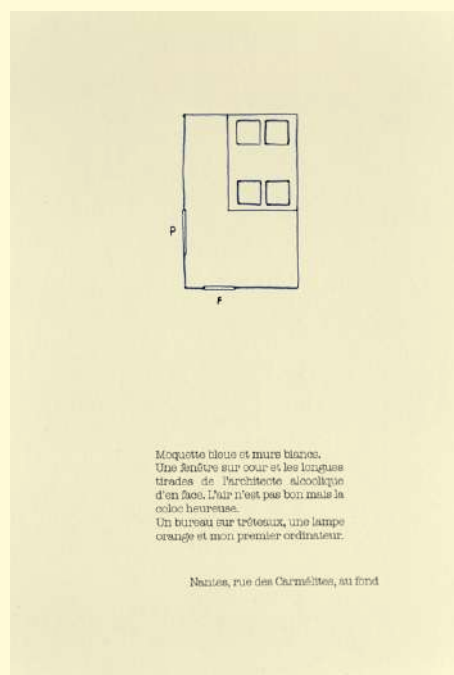 P
F
Moquette bleue et murs blancs.
Une fenêtre sur cour et les longues
tirades de l'architecte alcoolique
d'en face. L'air n'est pas bon mais la
coloc heureuse.
Un bureau sur tréteaux, une lampe
orange et mon premier ordinateur.
Nantes, rue des Carmélites, au fond